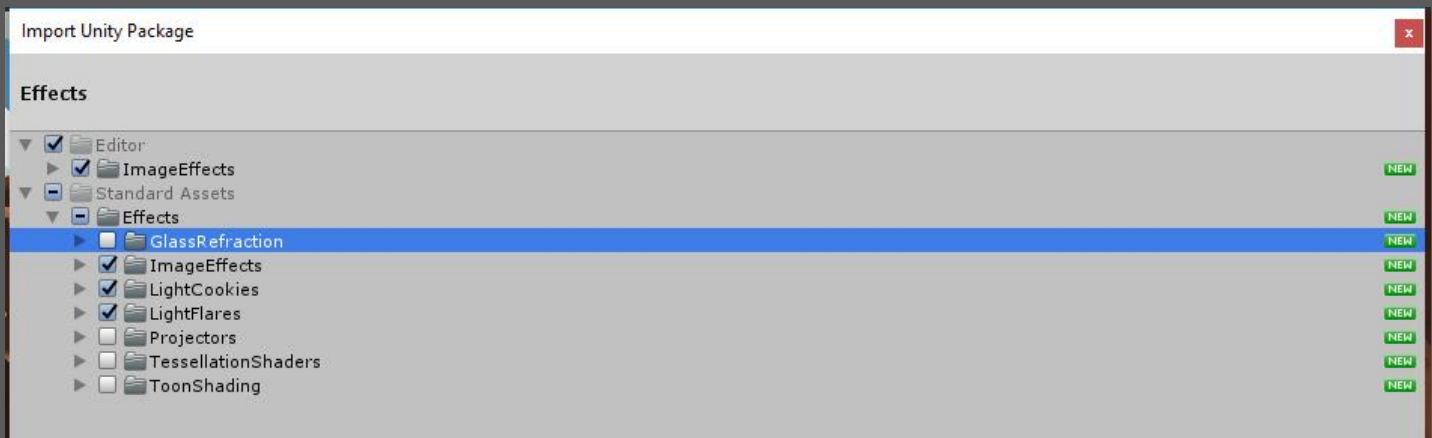 Import Unity Package
x
Effects
Editor
ImageEffects NEW
Standard Assets
Effects NEW
GlassRefraction NEW
ImageEffects NEW
LightCookies NEW
LightFlares NEW
Projectors NEW
TessellationShaders NEW
ToonShading NEW